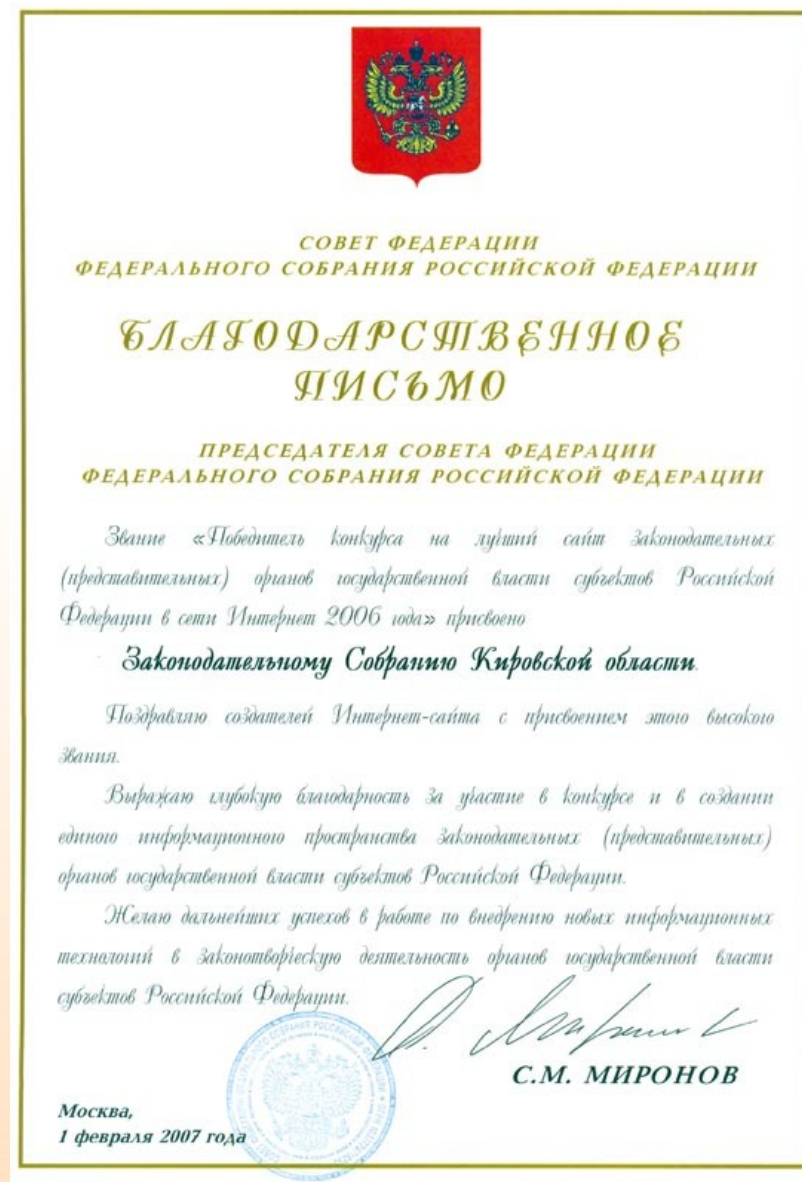 СОВЕТ ФЕДЕРАЦИИ
ФЕДЕРАЛЬНОГО СОБРАНИЯ РОССИЙСКОЙ ФЕДЕРАЦИИ
БЛАГОДАРСТВЕННОЕ
ПИСЬМО
ПРЕДСЕДАТЕЛЯ СОВЕТА ФЕДЕРАЦИИ
ФЕДЕРАЛЬНОГО СОБРАНИЯ РОССИЙСКОЙ ФЕДЕРАЦИИ
Звание «Победитель конкурса на лучший сайт законодательных
(представительных) органов государственной власти субъектов Российской
Федерации в сети Интернет 2006 года» присвоено
Законодательному Собранию Кировской области.
Поздравляю создателей Интернет-сайта с присвоением этого высокого
звания.
Выражаю глубокую благодарность за участие в конкурсе и в создании
единого информационного пространства законодательных (представительных)
органов государственной власти субъектов Российской Федерации.
Желаю дальнейших успехов в работе по внедрению новых информационных
технологий в законотворческую деятельность органов государственной власти
субъектов Российской Федерации.
С.М. МИРОНОВ
Москва,
1 февраля 2007 года